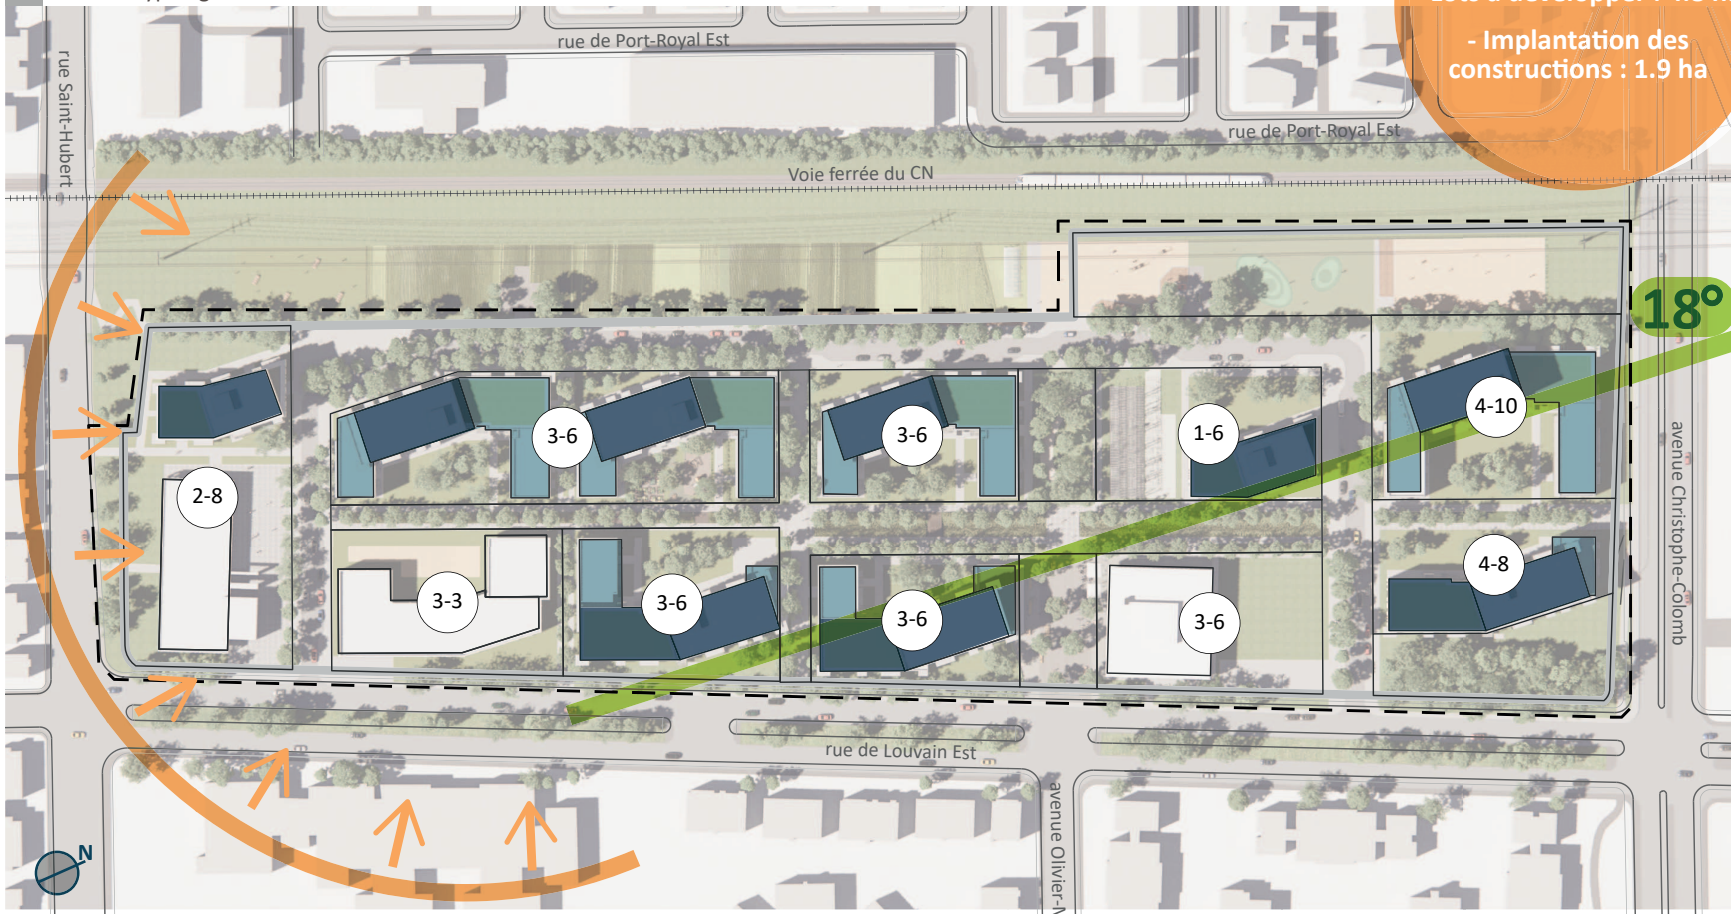 - Implantation des
constructions : 1.9 ha
rue de Port-Royal Est
rue de Port-Royal Est
rue Saint-Hubert
Voie ferrée du CN
18°
4-10
3-6
3-6
1-6
2-8
4-8
3-3
3-6
3-6
3-6
avenue Christophe-Colomb
rue de Louvain Est
avenue Olivier-M
N